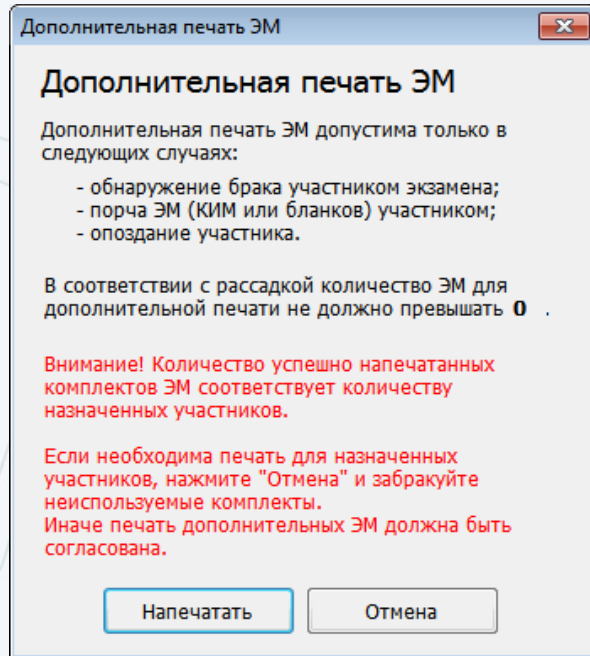 Дополнительная печать ЭМ
Дополнительная печать ЭМ
Дополнительная печать ЭМ допустима только в
следующих случаях:
- обнаружение брака участником экзамена;
- порча ЭМ (КИМ или бланков) участником;
- опоздание участника.
В соответствии с рассадкой количество ЭМ для
дополнительной печати не должно превышать 0 .
Внимание! Количество успешно напечатанных
комплектов ЭМ соответствует количеству
назначенных участников.
Если необходима печать для назначенных
участников, нажмите "Отмена" и забракуйте
неиспользуемые комплекты.
Иначе печать дополнительных ЭМ должна быть
согласована.
Напечатать Отмена